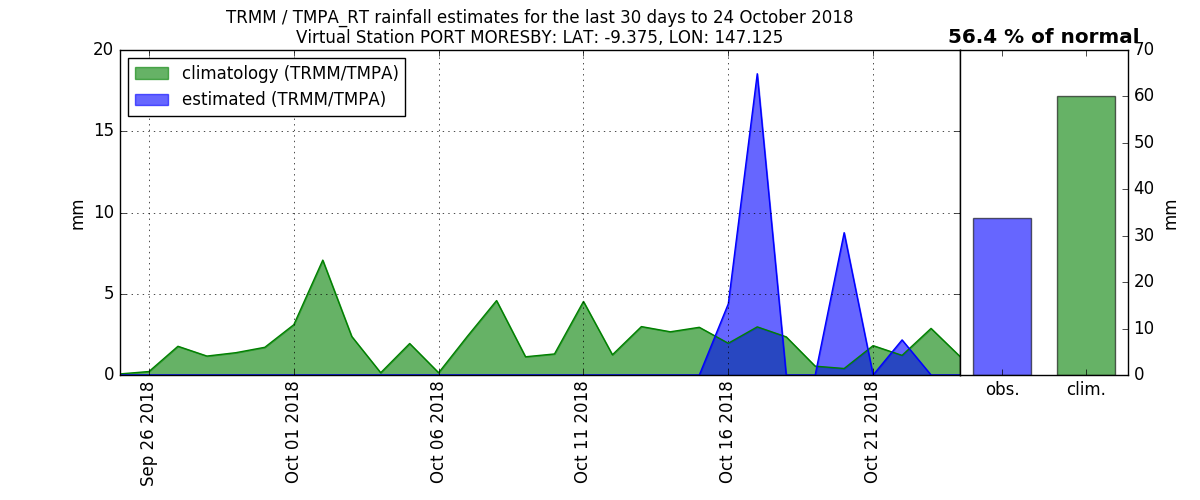 TRMM / TMPA_RT rainfall estimates for the last 30 days to 24 October 2018
Virtual Station PORT MORESBY: LAT: -9.375, LON: 147.125
56.4 % of normal
climatology (TRMM/TMPA)
estimated (TRMM/TMPA)
mm
20
15
10
5
0
Sep 26 2018
Oct 01 2018
Oct 06 2018
Oct 11 2018
Oct 16 2018
Oct 21 2018
obs.
clim.
70
60
50
40
30
20
10
0
mm